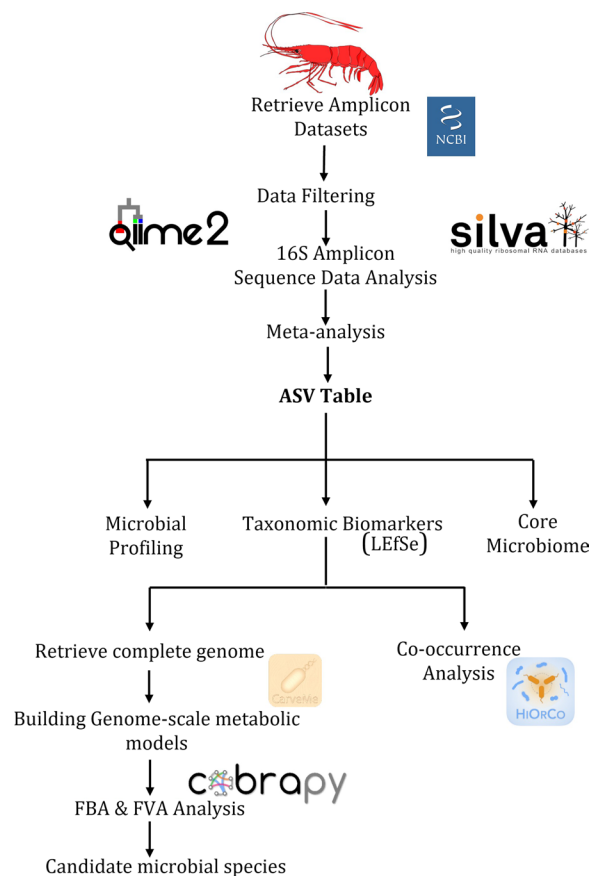 Retrieve Amplicon
Datasets
NCBI
Data Filtering
qiime2
silva
high quality ribosomal RNA databases
16S Amplicon
Sequence Data Analysis
Meta-analysis
ASV Table
Microbial
Profiling
Taxonomic Biomarkers
(LEfSe)
Core
Microbiome
Retrieve complete genome
CarveMe
Co-occurrence
Analysis
HiOrCo
Building Genome-scale metabolic
models
cobrapy
FBA & FVA Analysis
Candidate microbial species